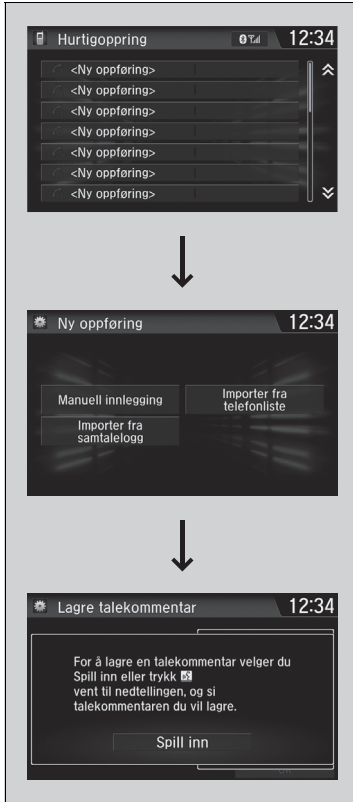 Hurtigoppring 12:34
<Ny oppføring>
<Ny oppføring>
<Ny oppføring>
<Ny oppføring>
<Ny oppføring>
<Ny oppføring>
<Ny oppføring>
Ny oppføring 12:34
Manuell innlegging
Importer fra
telefonliste
Importer fra
samtalelogg
Lagre talekommentar 12:34
For å lagre en talekommentar velger du
Spill inn eller trykk
vent til nedtellingen, og si
talekommentaren du vil lagre.
Spill inn